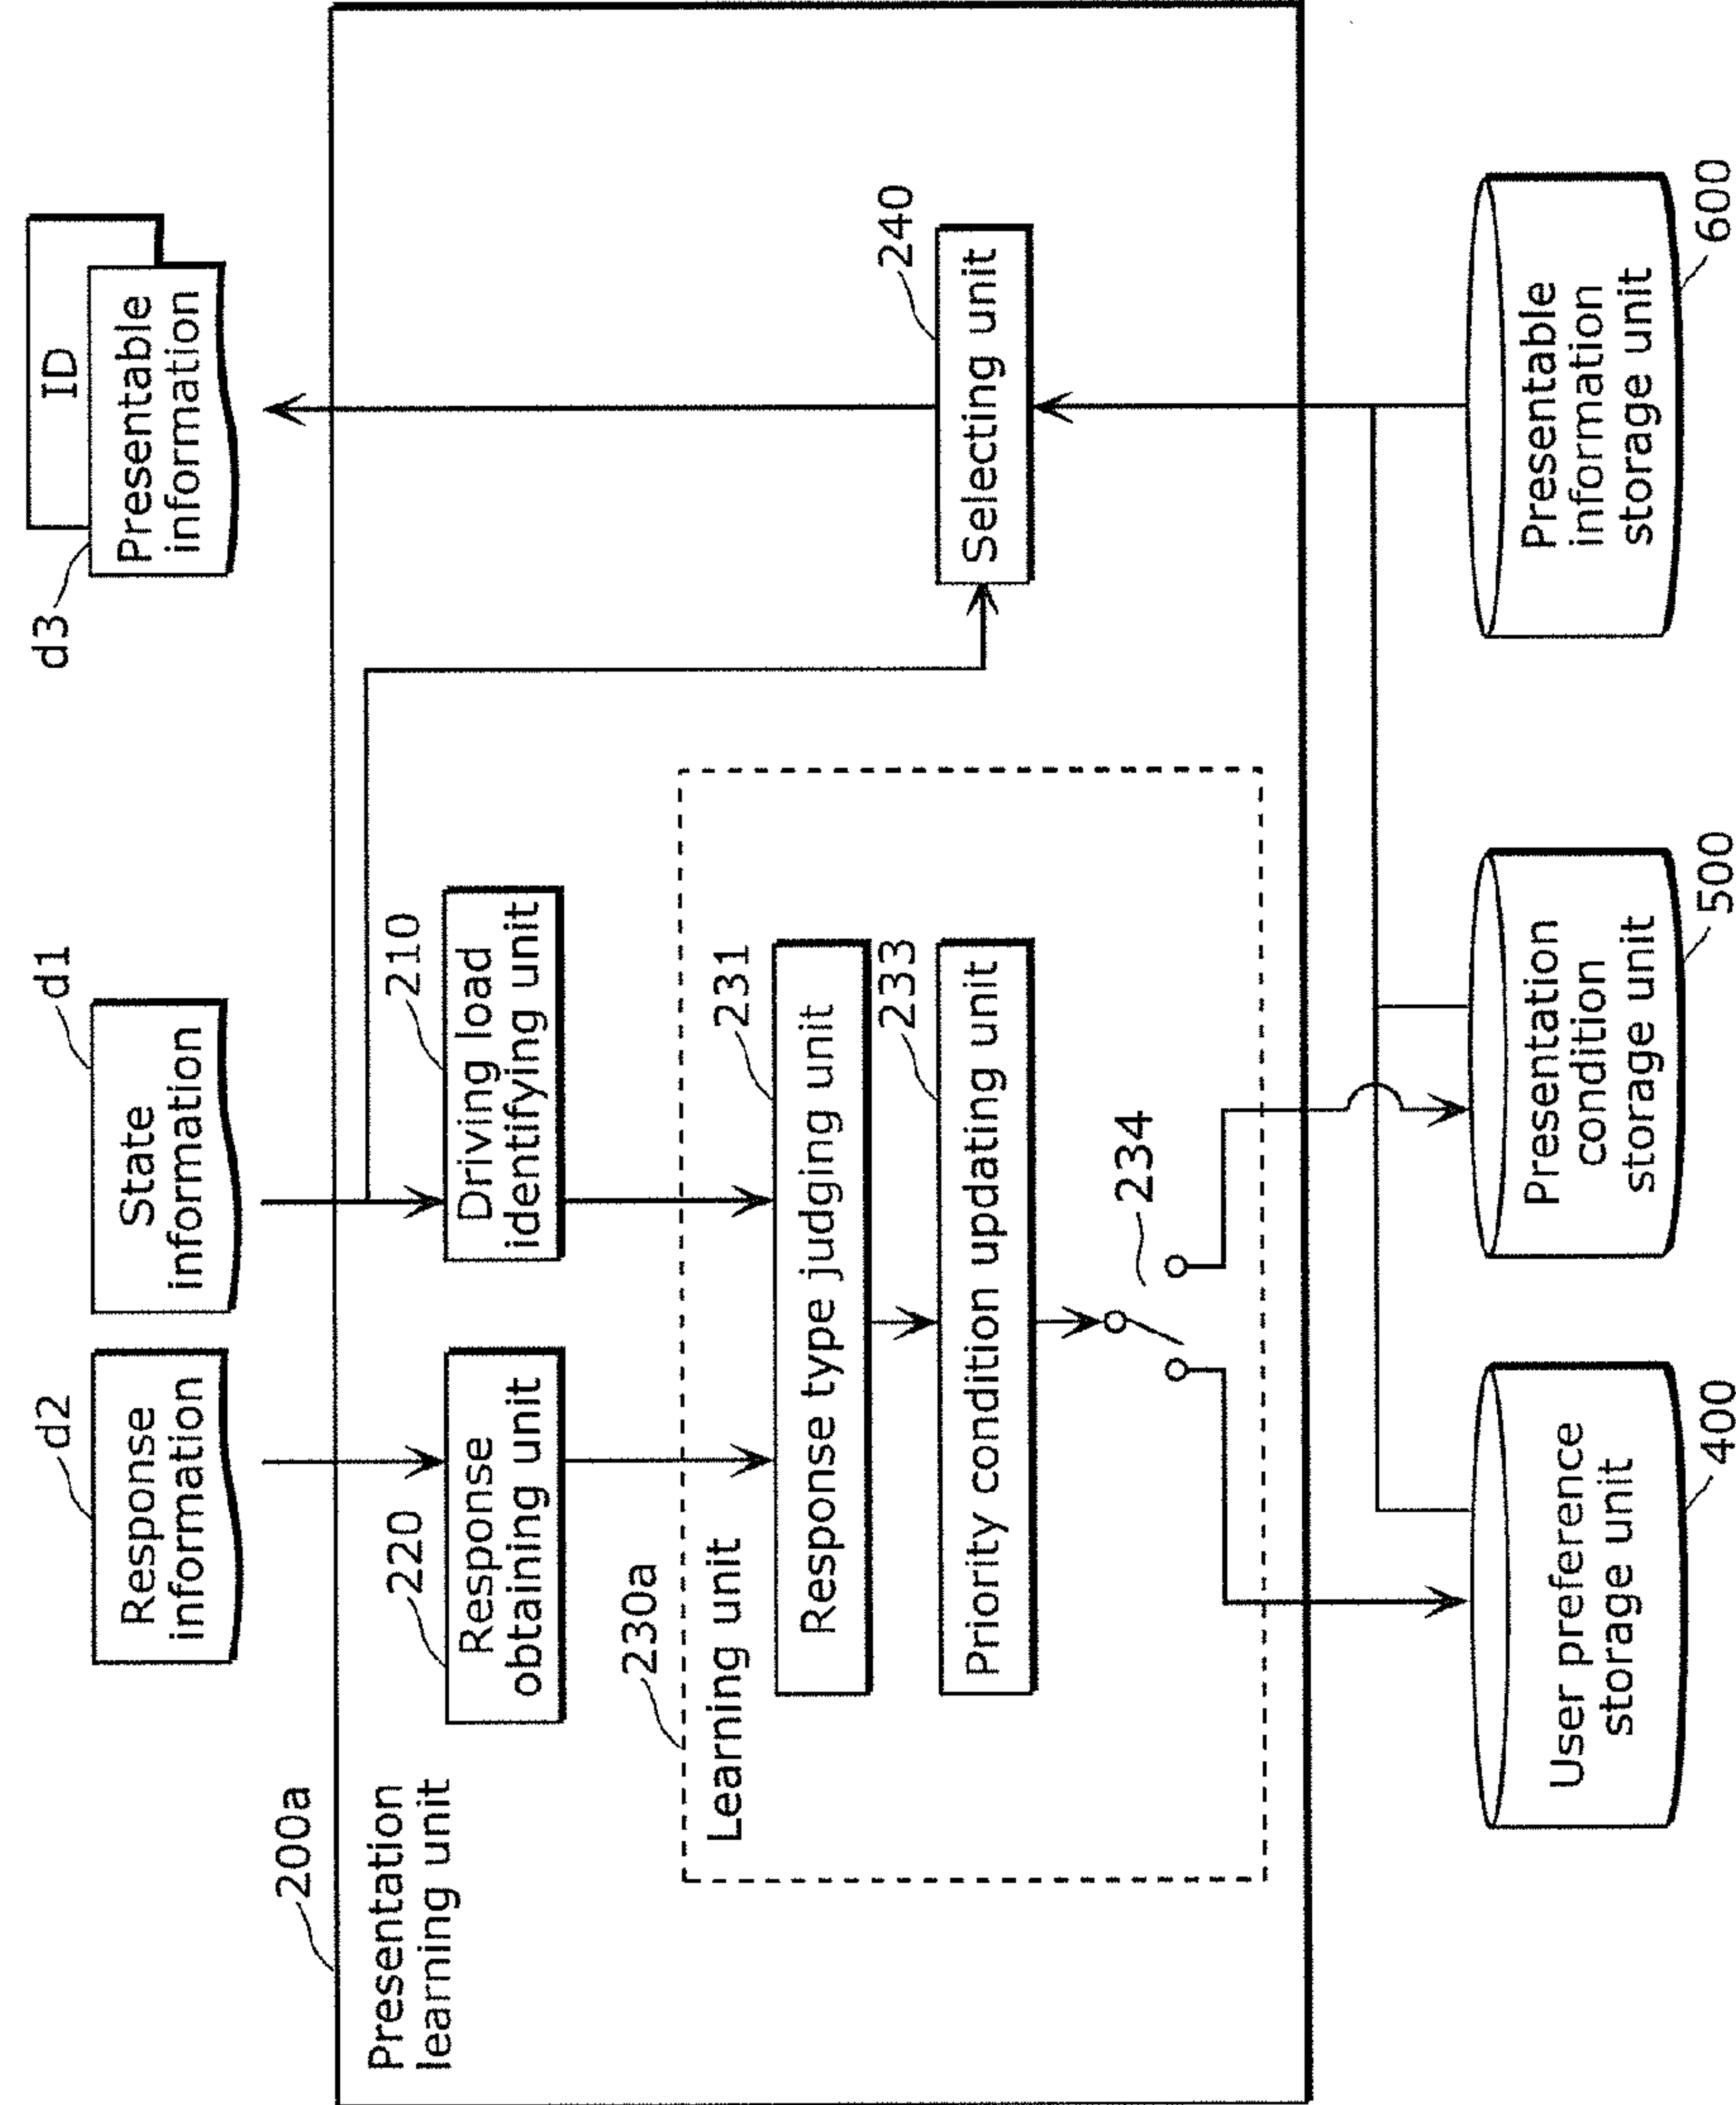 200a
Presentation
learning unit
d2
Response
information
d1
State
information
d3
ID
Presentable
information
220
Response
obtaining unit
210
Driving load
identifying unit
230a
Learning unit
231
Response type judging unit
233
Priority condition updating unit
234
240
Selecting unit
User preference
storage unit
400
Presentation
condition
storage unit
500
Presentable
information
storage unit
600